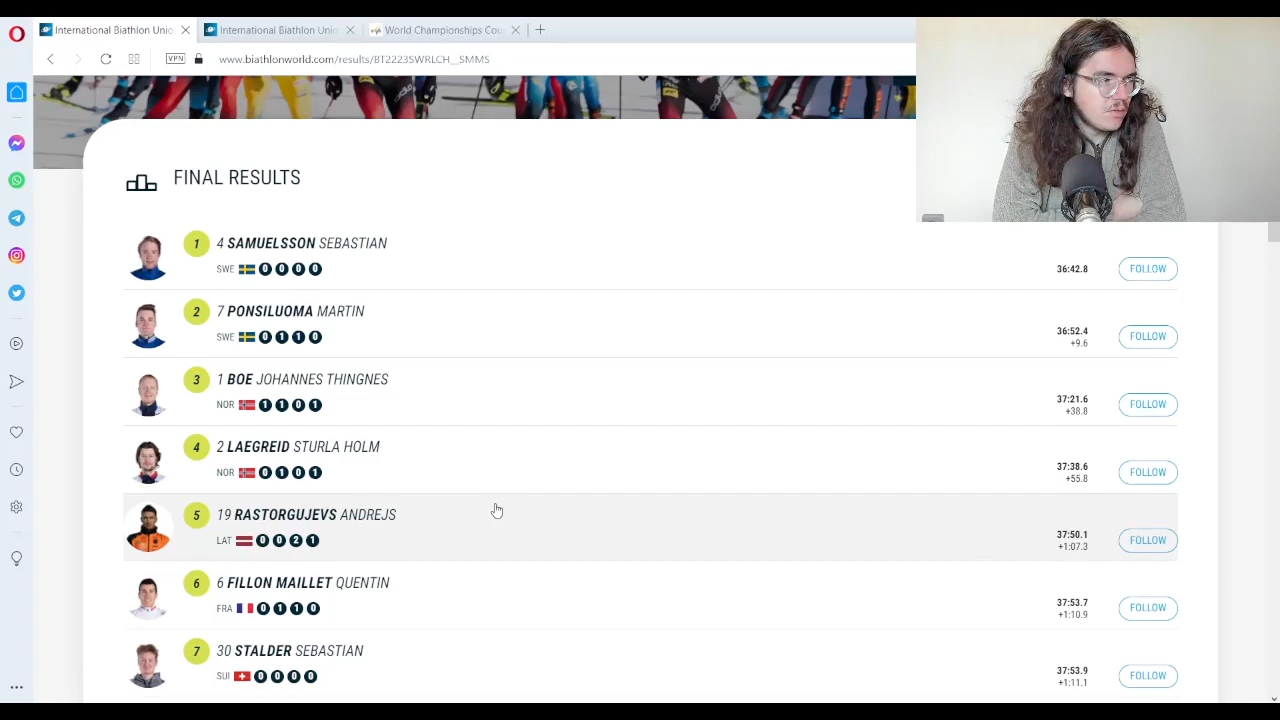 International Biathlon Unio
International Biathlon Uni
World Championships Cou
VPN
www.biathlonworld.com/results/BT2223SWRLCH__SMMS
FINAL RESULTS
1 4 SAMUELSSON SEBASTIAN
SWE 0 0 0 0 36:42.8 FOLLOW
2 7 PONSILUOMA MARTIN
SWE 0 1 1 0 36:52.4 FOLLOW
+9.6
3 1 BOE JOHANNES THINGNES
NOR 1 1 0 1 37:21.6 FOLLOW
+38.8
4 2 LAEGREID STURLA HOLM
NOR 0 1 0 1 37:38.6 FOLLOW
+55.8
5 19 RASTORGUJEVS ANDREJS
LAT 0 0 2 1 37:50.1 FOLLOW
+1:07.3
6 6 FILLON MAILLET QUENTIN
FRA 0 1 1 0 37:53.7 FOLLOW
+1:10.9
7 30 STALDER SEBASTIAN
SUI 0 0 0 0 37:53.9 FOLLOW
+1:11.1